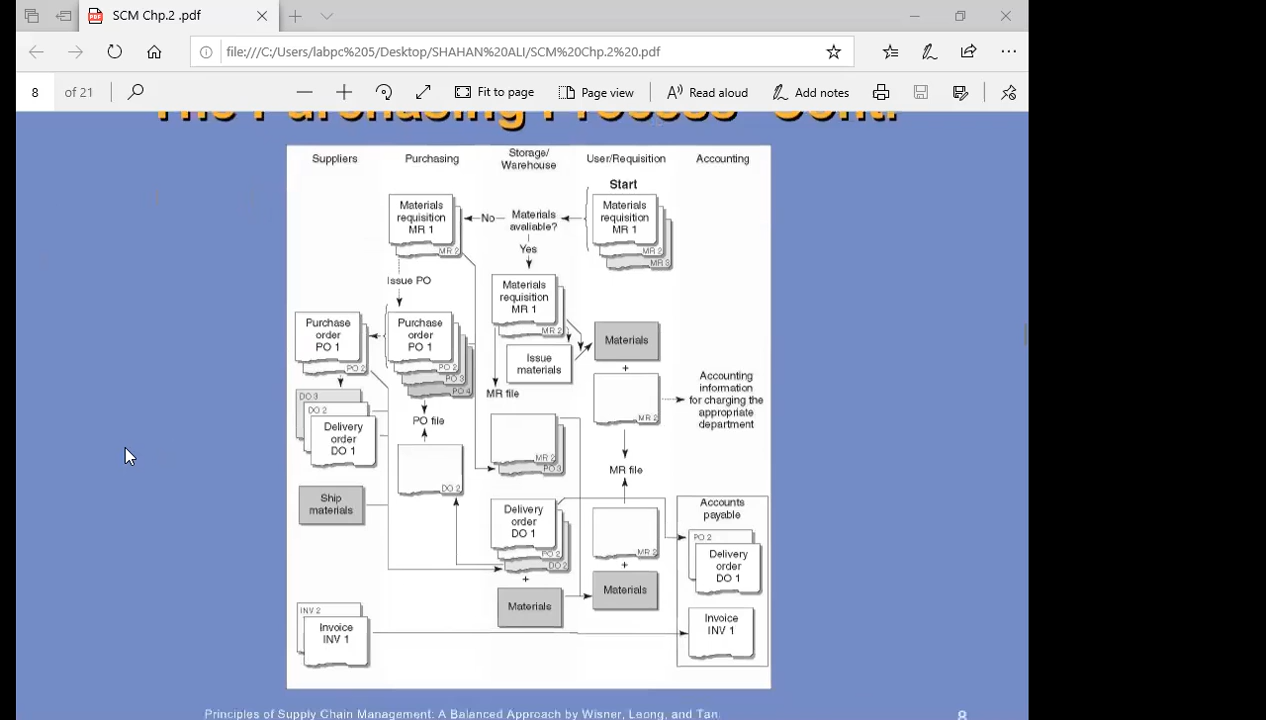 SCM Chp.2 .pdf
file:///C:/Users/labpc%205/Desktop/SHAHAN%20ALI/SCM%20Chp.2%20.pdf
8 of 21
Fit to page
Page view
Read aloud
Add notes
The Purchasing Process- Cont.
Suppliers
Purchasing
Storage/
Warehouse
User/Requisition
Accounting
Start
Materials
requisition
MR 1
MR 2
No
Materials
avaliable?
Materials
requisition
MR 1
MR 2
MR 3
Yes
Issue PO
Materials
requisition
MR 1
MR 2
Purchase
order
PO 1
PO 2
Purchase
order
PO 1
PO 2
PO 3
PO 4
Issue
materials
Materials
+
MR 2
MR file
Accounting
information
for charging the
appropriate
department
DO 3
DO 2
Delivery
order
DO 1
PO file
DO 2
MR 2
PO 3
MR file
Ship
materials
Delivery
order
DO 1
PO 2
DO 2
+
Materials
MR 2
+
Materials
Accounts
payable
PO 2
Delivery
order
DO 1
INV 2
Invoice
INV 1
Invoice
INV 1
Principles of Supply Chain Management: A Balanced Approach by Wisner, Leong, and Tan.
8